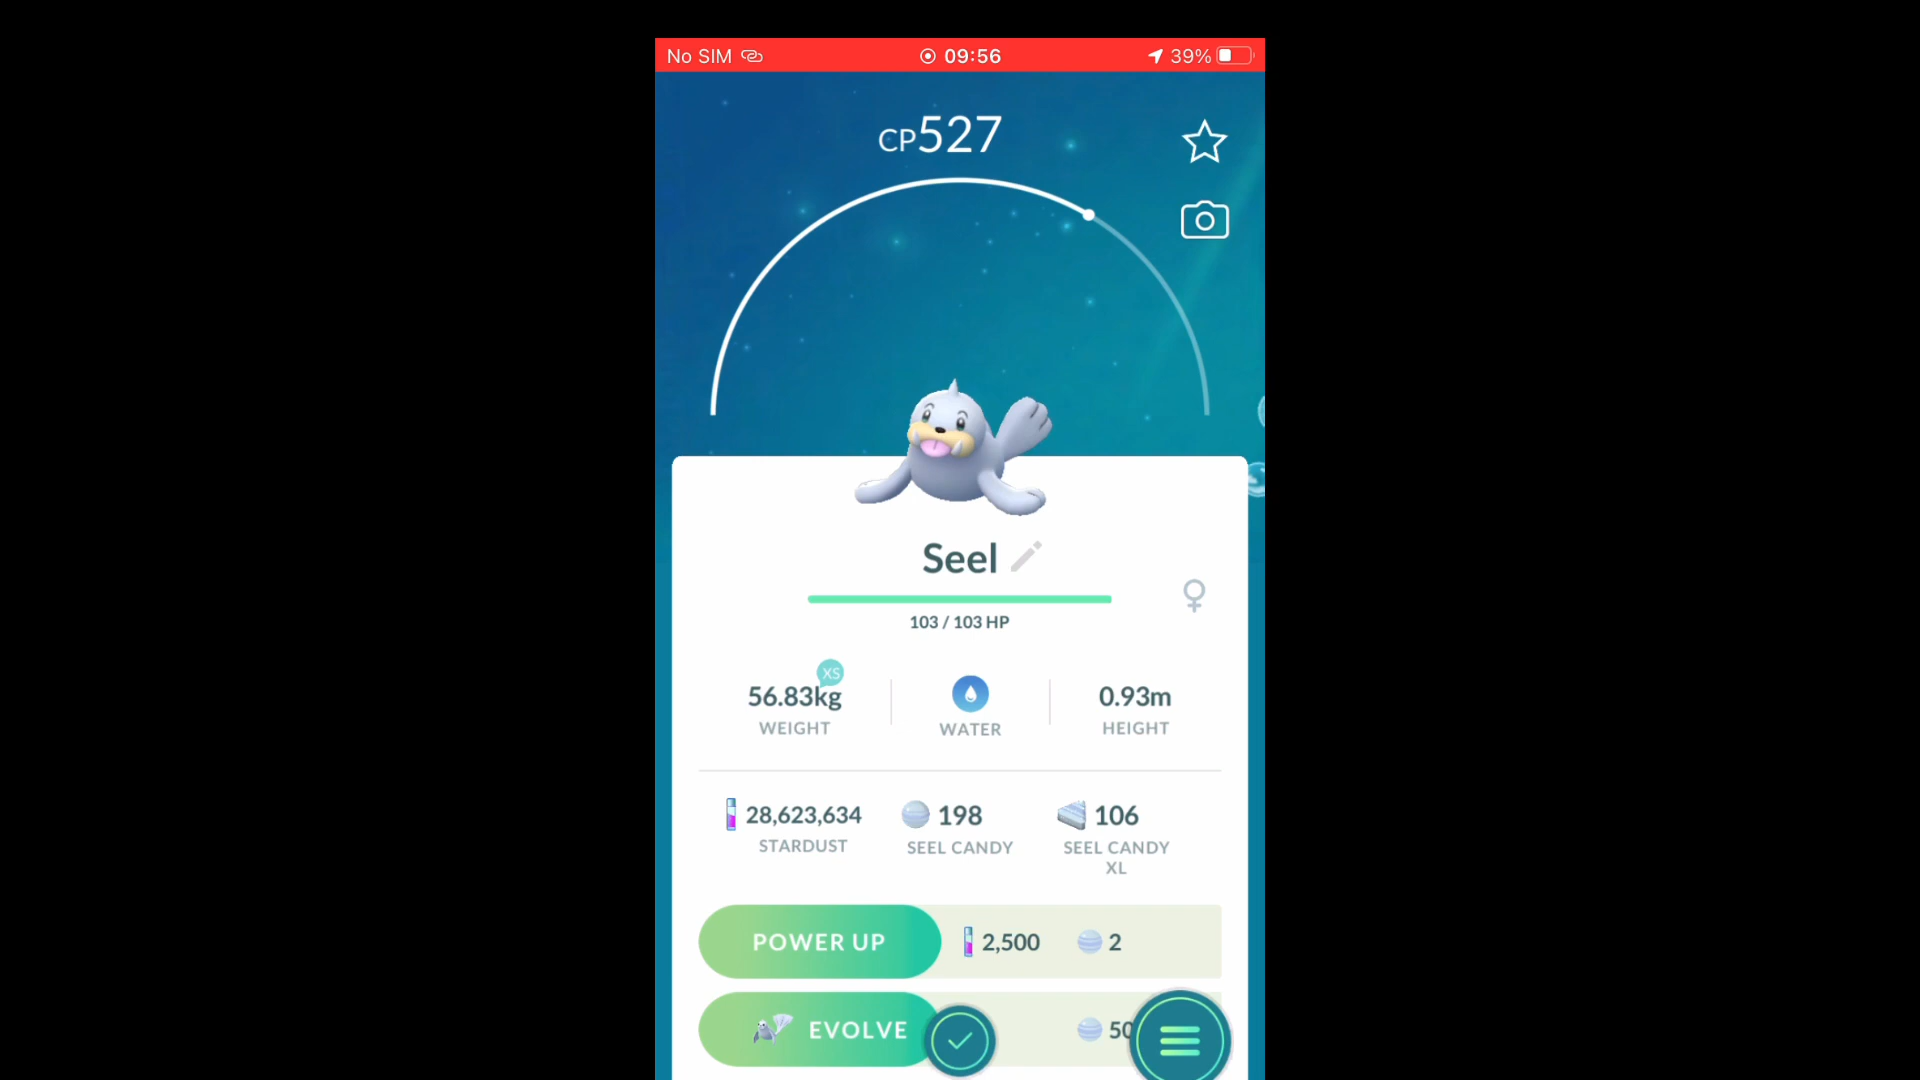 No SIM 09:56 39%
CP527
Seel
103 / 103 HP
XS
56.83kg 0.93m
WEIGHT WATER HEIGHT
28,623,634 198 106
STARDUST SEEL CANDY SEEL CANDY
XL
POWER UP 2,500 2
EVOLVE 50